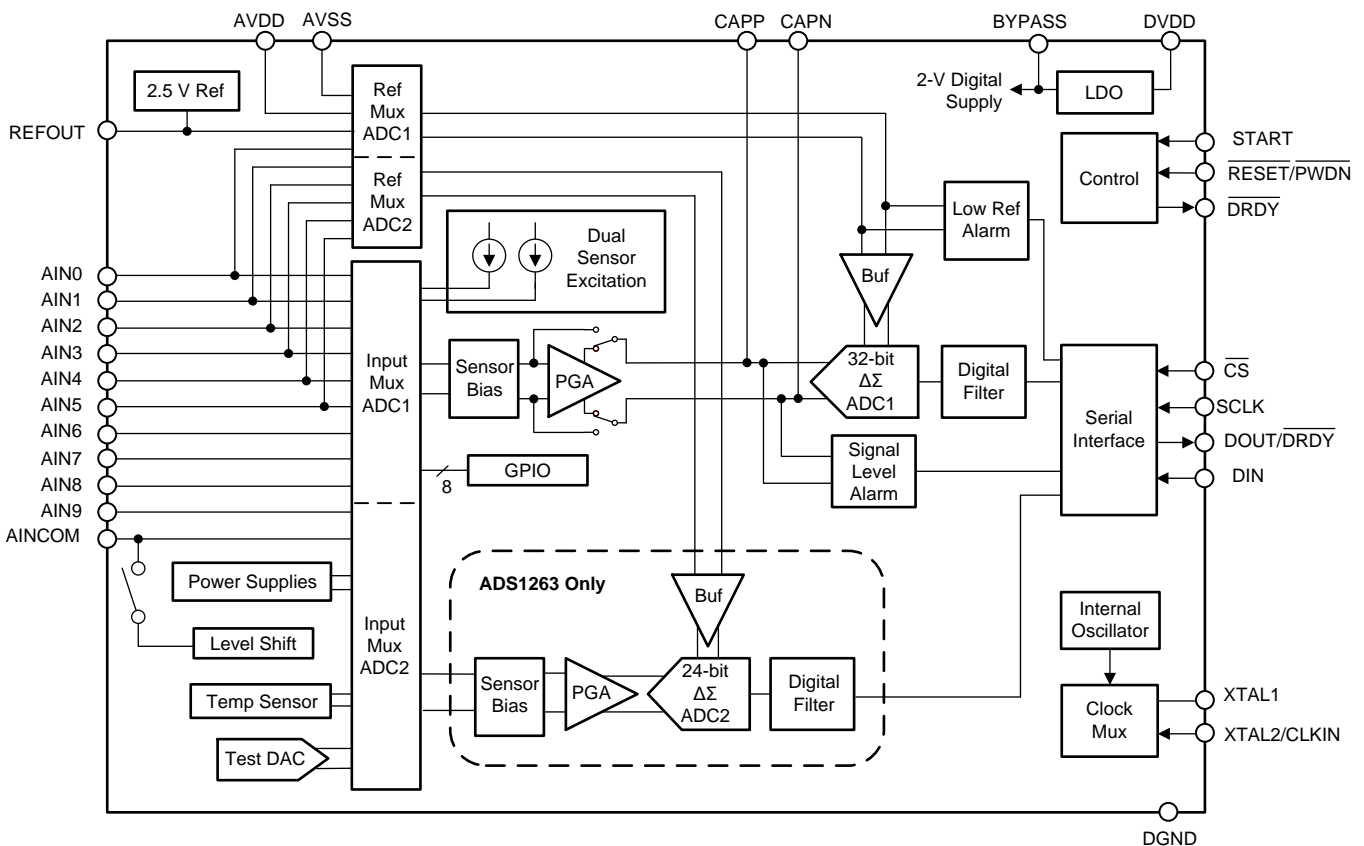 AVDD
AVSS
CAPP
CAPN
BYPASS
DVDD
2.5 V Ref
REFOUT
Ref
Mux
ADC1
Ref
Mux
ADC2
2-V Digital
Supply
LDO
Control
START
RESET/PWDN
DRDY
Low Ref
Alarm
Dual
Sensor
Excitation
Buf
AIN0
AIN1
AIN2
AIN3
AIN4
AIN5
AIN6
AIN7
AIN8
AIN9
AINCOM
Input
Mux
ADC1
Sensor
Bias
PGA
32-bit
ΔΣ
ADC1
Digital
Filter
Serial
Interface
CS
SCLK
DOUT/DRDY
DIN
8
GPIO
Signal
Level
Alarm
Power Supplies
Level Shift
Temp Sensor
Test DAC
Input
Mux
ADC2
ADS1263 Only
Buf
Sensor
Bias
PGA
24-bit
ΔΣ
ADC2
Digital
Filter
Internal
Oscillator
Clock
Mux
XTAL1
XTAL2/CLKIN
DGND